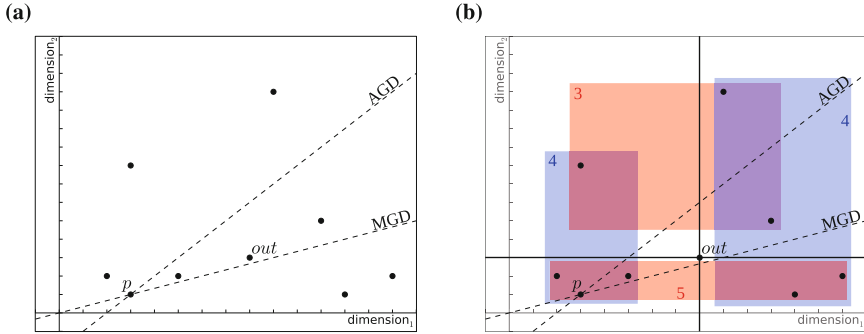 (a)
dimension₂
AGD
MGD
out
p
dimension₁
(b)
dimension₂
3
AGD
4
4
MGD
out
p
5
dimension₁